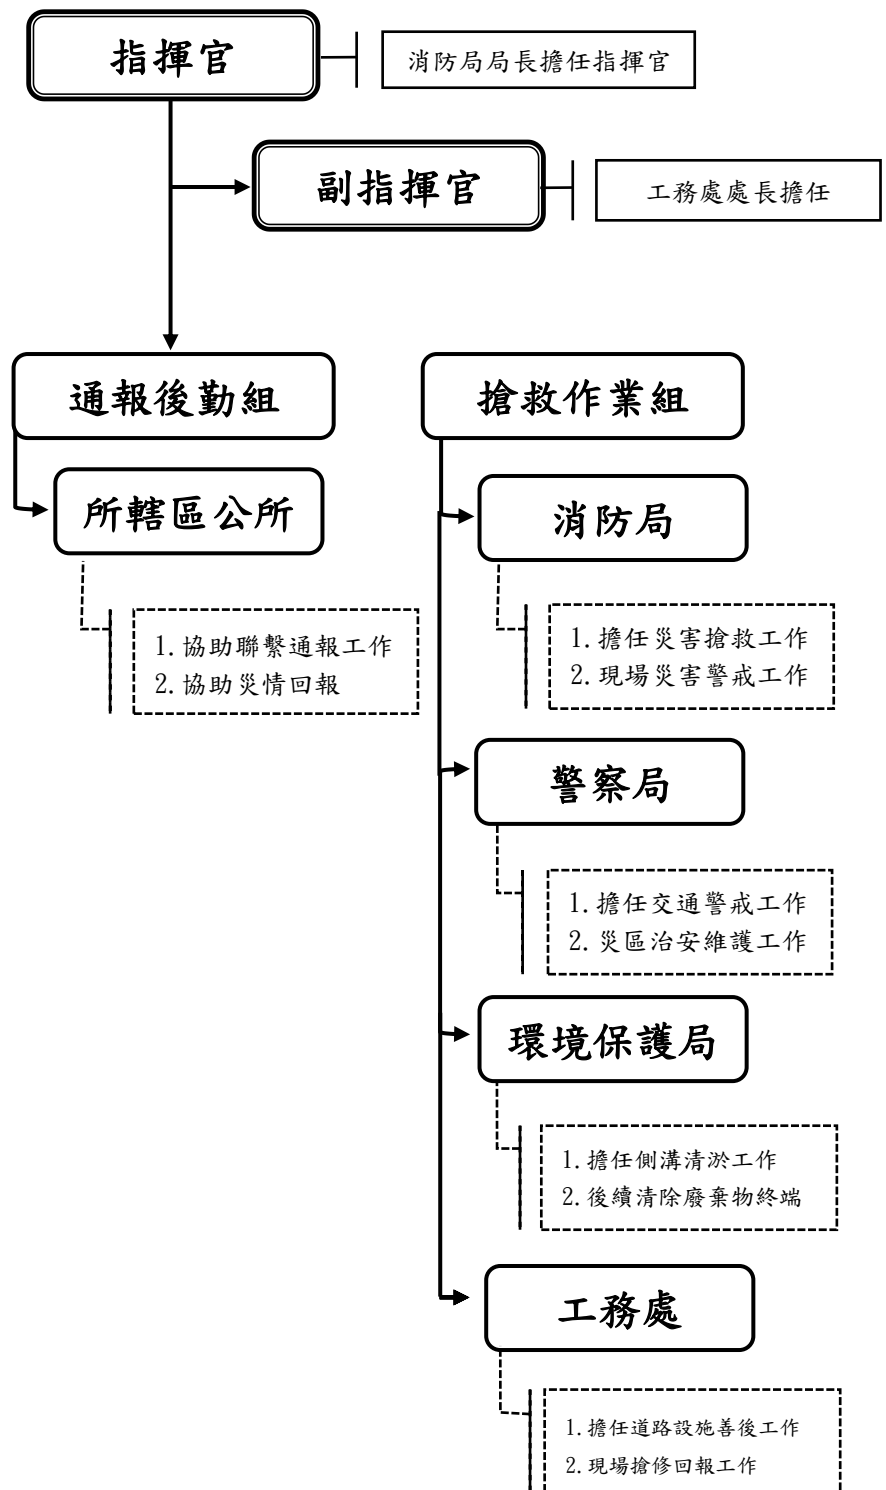 指揮官
消防局局長擔任指揮官
副指揮官
工務處處長擔任
通報後勤組
所轄區公所
1.協助聯繫通報工作
2.協助災情回報
搶救作業組
消防局
1.擔任災害搶救工作
2.現場災害警戒工作
警察局
1.擔任交通警戒工作
2.災區治安維護工作
環境保護局
1.擔任側溝清淤工作
2.後續清除廢棄物終端
工務處
1.擔任道路設施善後工作
2.現場搶修回報工作